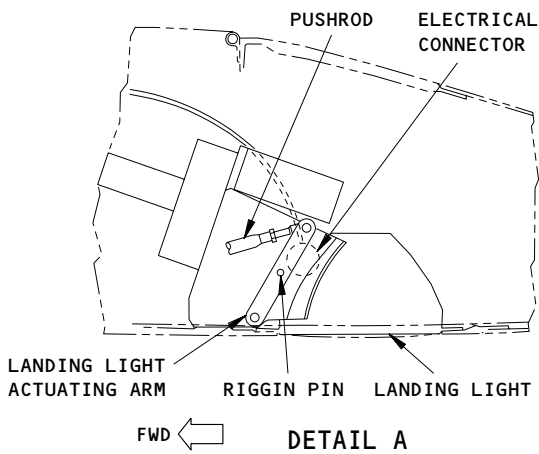 PUSHROD
ELECTRICAL
CONNECTOR
LANDING LIGHT
ACTUATING ARM
RIGGIN PIN
LANDING LIGHT
FWD
DETAIL A